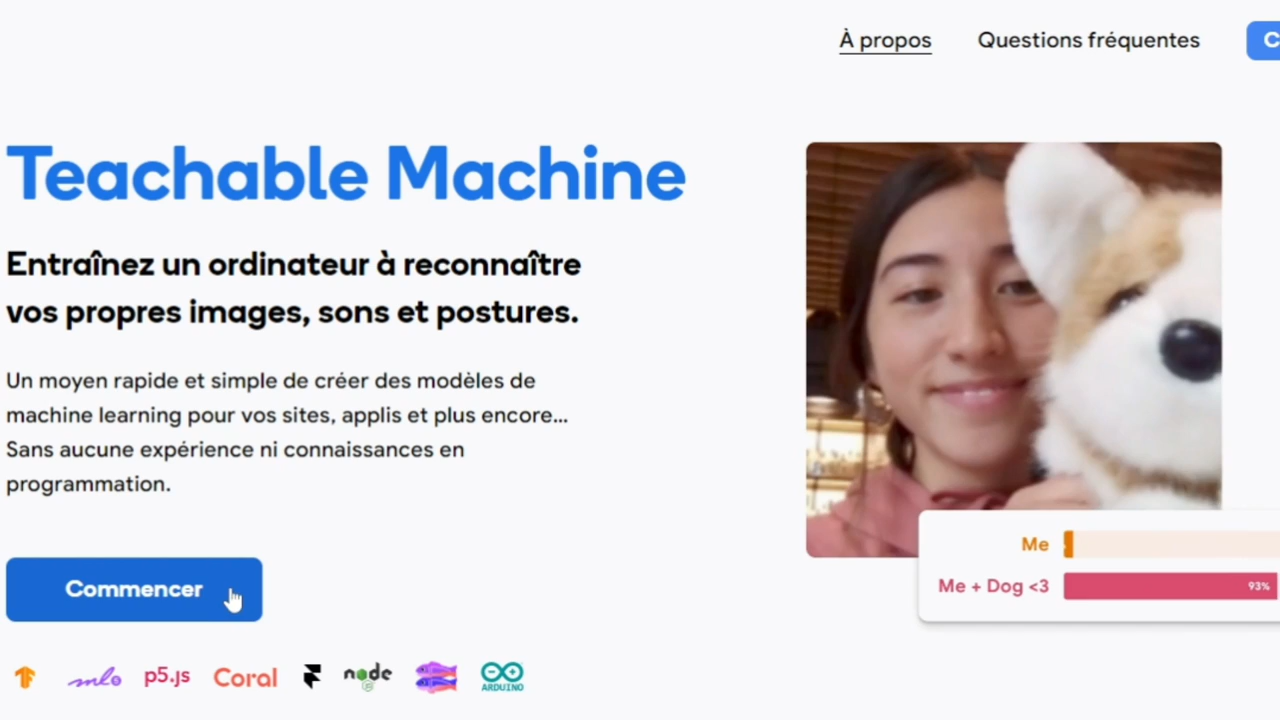 À propos
Questions fréquentes
C
Teachable Machine
Entraînez un ordinateur à reconnaître
vos propres images, sons et postures.
Un moyen rapide et simple de créer des modèles de
machine learning pour vos sites, applis et plus encore...
Sans aucune expérience ni connaissances en
programmation.
Me
Me + Dog <3
93%
Commencer
ml5
p5.js
Coral
node
ARDUINO